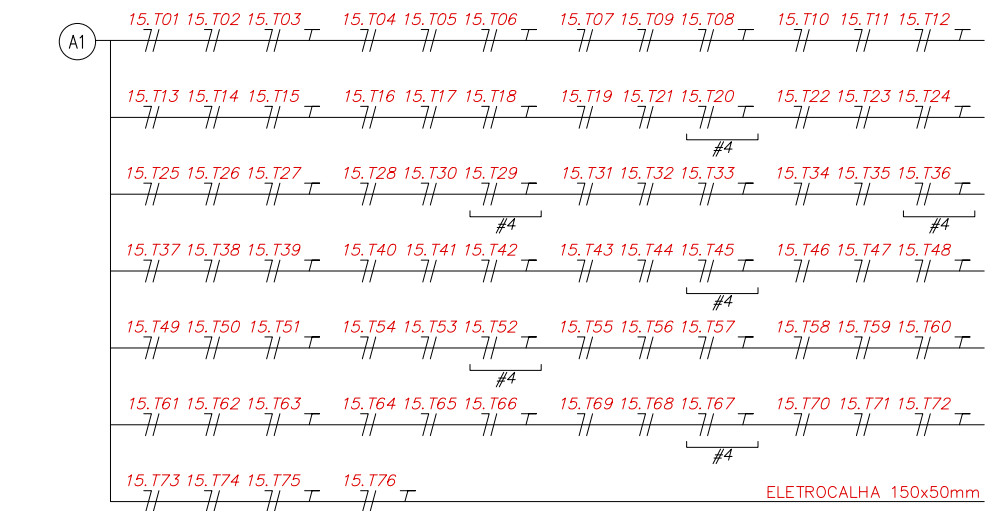 15.T01 15.T02 15.T03 15.T04 15.T05 15.T06 15.T07 15.T09 15.T08 15.T10 15.T11 15.T12
A1
15.T13 15.T14 15.T15 15.T16 15.T17 15.T18 15.T19 15.T21 15.T20 15.T22 15.T23 15.T24
#4
15.T25 15.T26 15.T27 15.T28 15.T30 15.T29 15.T31 15.T32 15.T33 15.T34 15.T35 15.T36
#4 #4
15.T37 15.T38 15.T39 15.T40 15.T41 15.T42 15.T43 15.T44 15.T45 15.T46 15.T47 15.T48
#4
15.T49 15.T50 15.T51 15.T54 15.T53 15.T52 15.T55 15.T56 15.T57 15.T58 15.T59 15.T60
#4
15.T61 15.T62 15.T63 15.T64 15.T65 15.T66 15.T69 15.T68 15.T67 15.T70 15.T71 15.T72
#4
15.T73 15.T74 15.T75 15.T76
ELETROCALHA 150x50mm